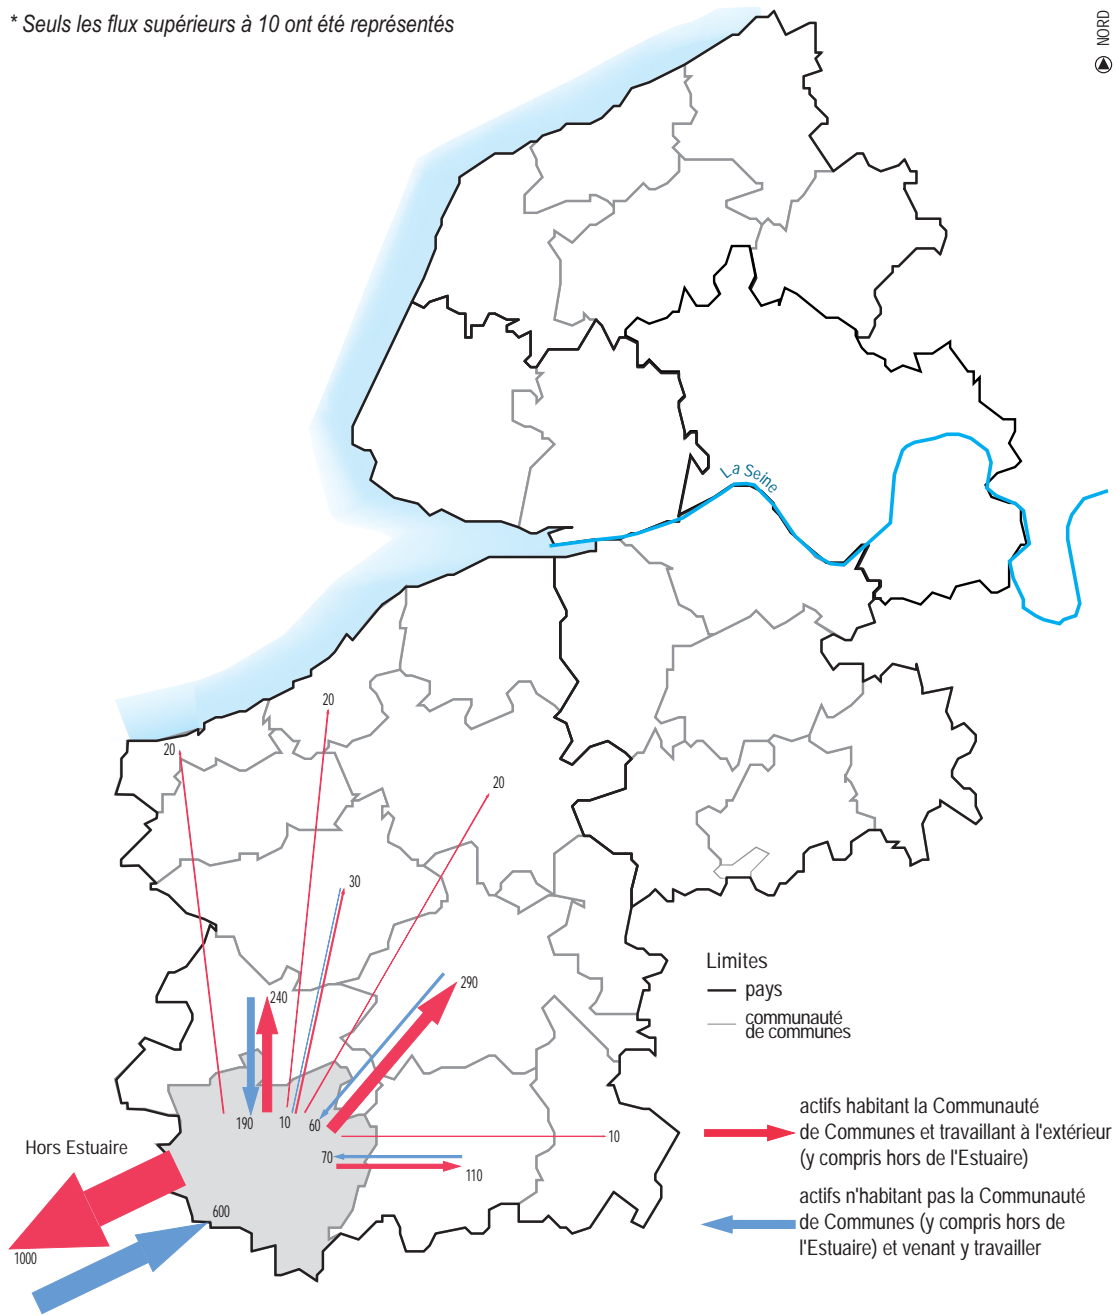 * Seuls les flux supérieurs à 10 ont été représentés
NORD
La Seine
20
20
20
30
290
240
190
10
60
10
70
110
Hors Estuaire
600
1000
Limites
pays
communauté
de communes
actifs habitant la Communauté
de Communes et travaillant à l'extérieur
(y compris hors de l'Estuaire)
actifs n'habitant pas la Communauté
de Communes (y compris hors de
l'Estuaire) et venant y travailler